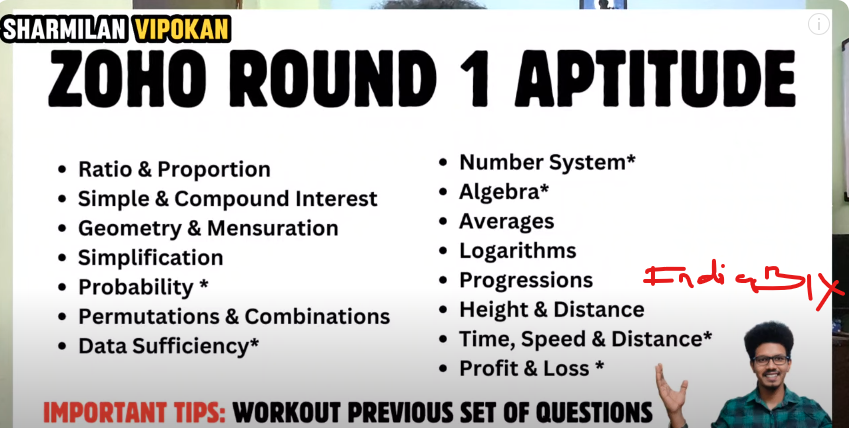 SHARMILAN VIPOKAN
ZOHO ROUND 1 APTITUDE
• Ratio & Proportion
• Simple & Compound Interest
• Geometry & Mensuration
• Simplification
• Probability *
• Permutations & Combinations
• Data Sufficiency*
• Number System*
• Algebra*
• Averages
• Logarithms
• Progressions
• Height & Distance
• Time, Speed & Distance*
• Profit & Loss *
IndiaBIX
IMPORTANT TIPS: WORKOUT PREVIOUS SET OF QUESTIONS